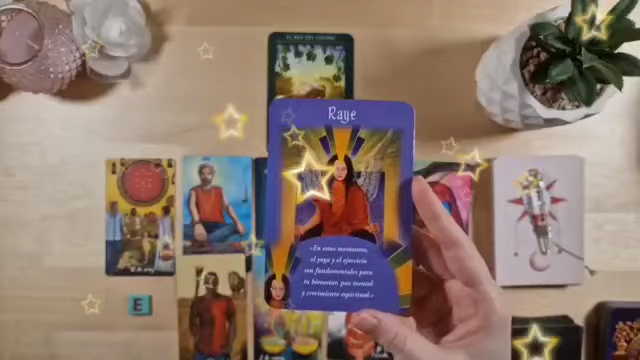 Raye
«En estos momentos,
el yoga y el ejercicio
son fundamentales para
tu bienestar, paz mental
y crecimiento espiritual.»
E